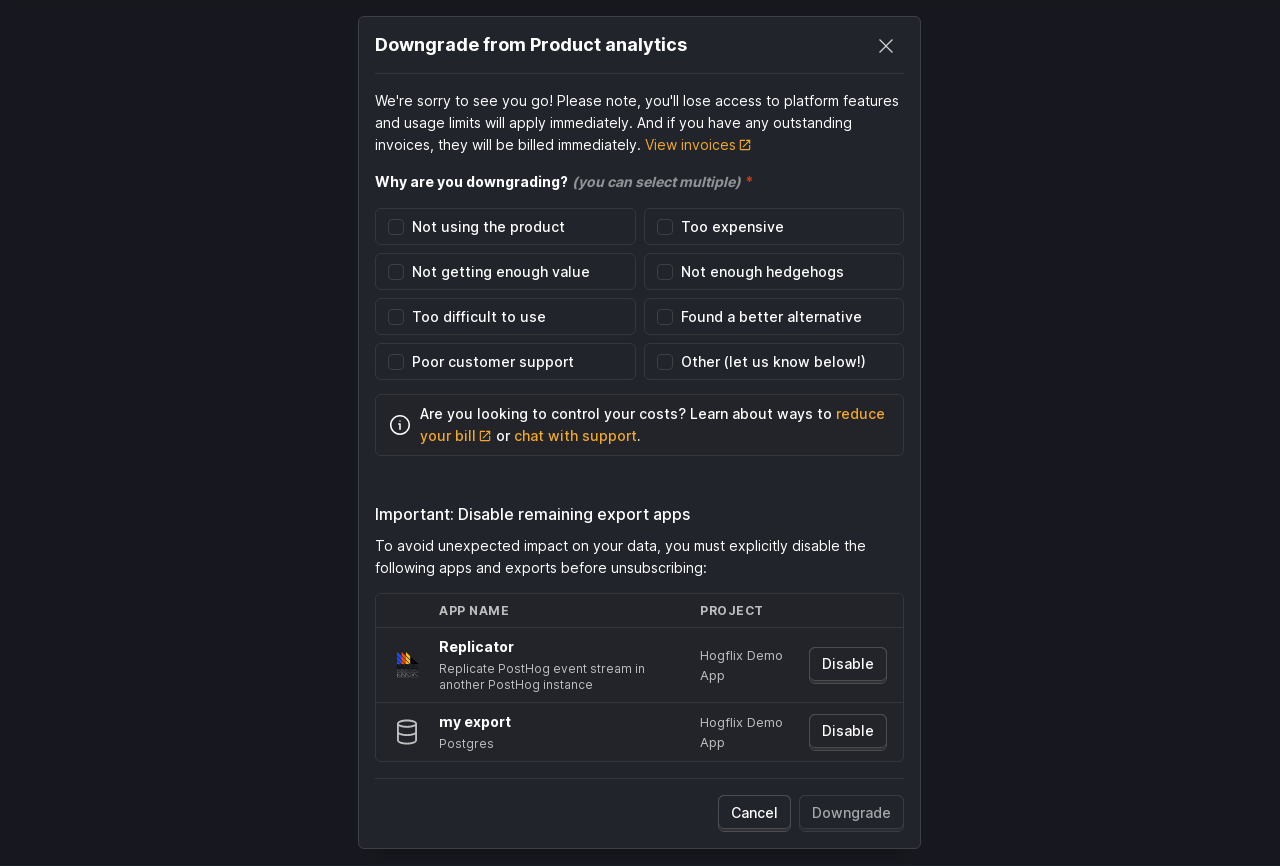 Downgrade from Product analytics
We're sorry to see you go! Please note, you'll lose access to platform features
and usage limits will apply immediately. And if you have any outstanding
invoices, they will be billed immediately. View invoices
Why are you downgrading? (you can select multiple) *
Not using the product
Too expensive
Not getting enough value
Not enough hedgehogs
Too difficult to use
Found a better alternative
Poor customer support
Other (let us know below!)
Are you looking to control your costs? Learn about ways to reduce
your bill or chat with support.
Important: Disable remaining export apps
To avoid unexpected impact on your data, you must explicitly disable the
following apps and exports before unsubscribing:
APP NAME
PROJECT
Replicator
Replicate PostHog event stream in
another PostHog instance
Hogflix Demo
App
Disable
my export
Postgres
Hogflix Demo
App
Disable
Cancel
Downgrade